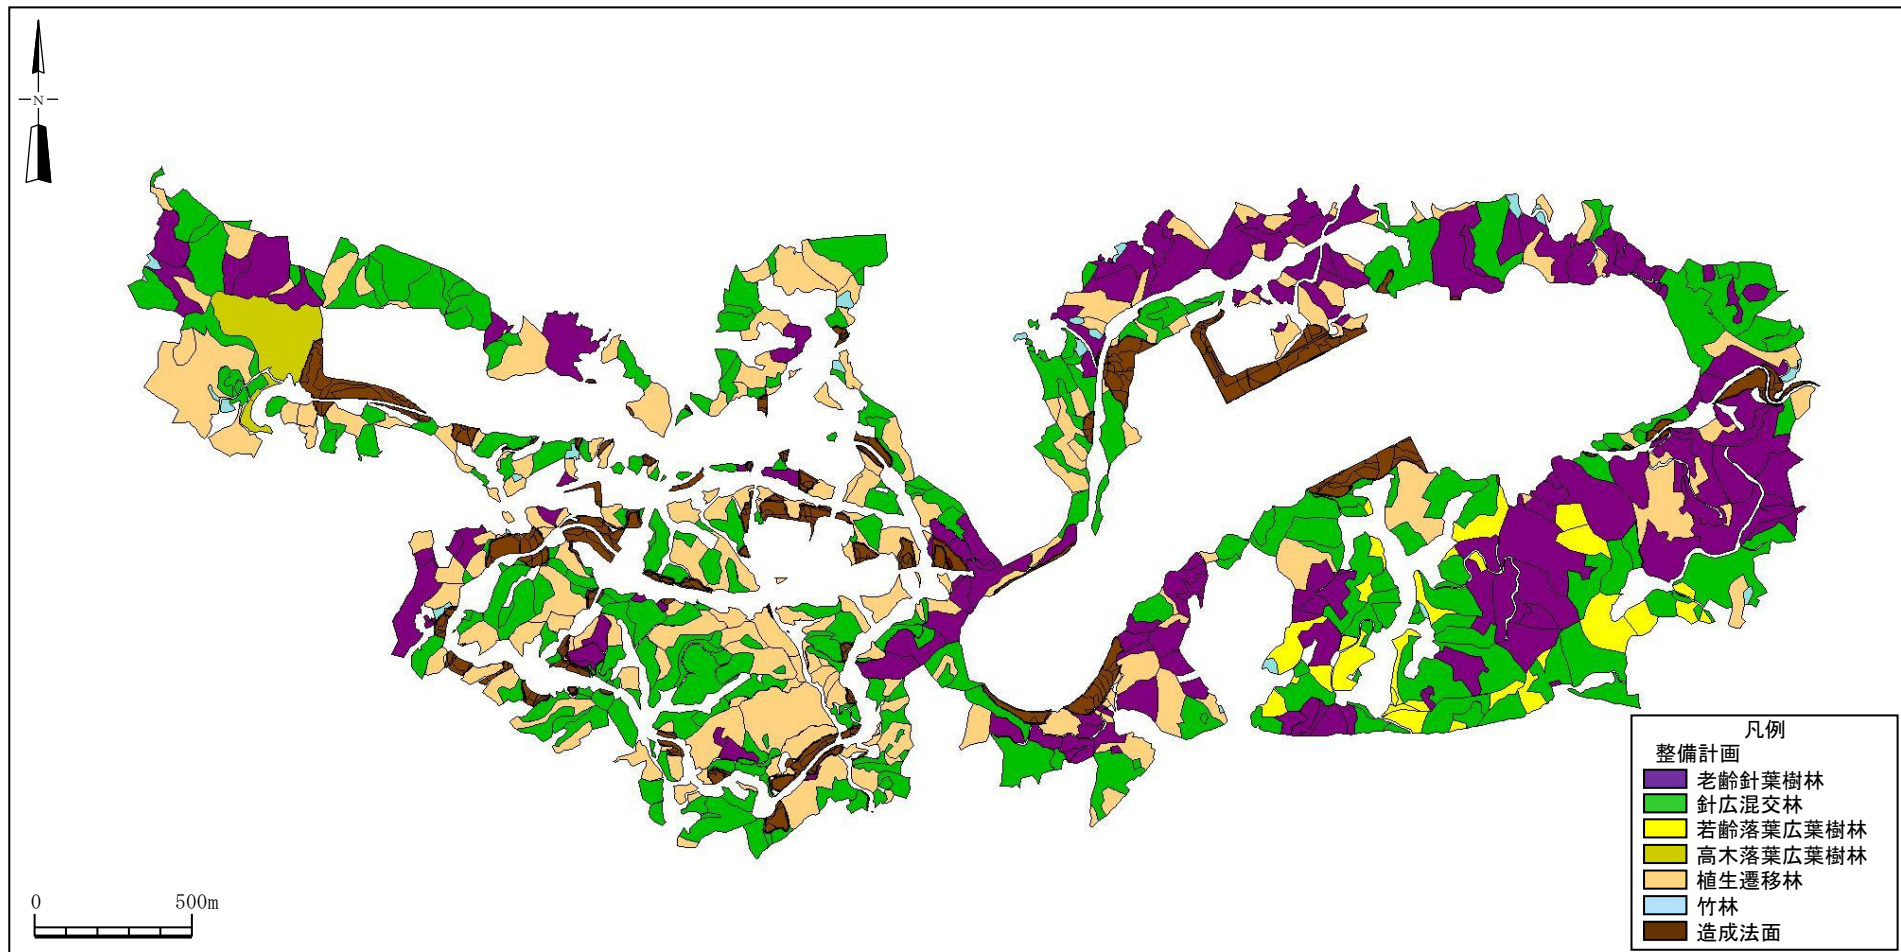 N
0 500m
凡例
整備計画
老齢針葉樹林
針広混交林
若齢落葉広葉樹林
高木落葉広葉樹林
植生遷移林
竹林
造成法面